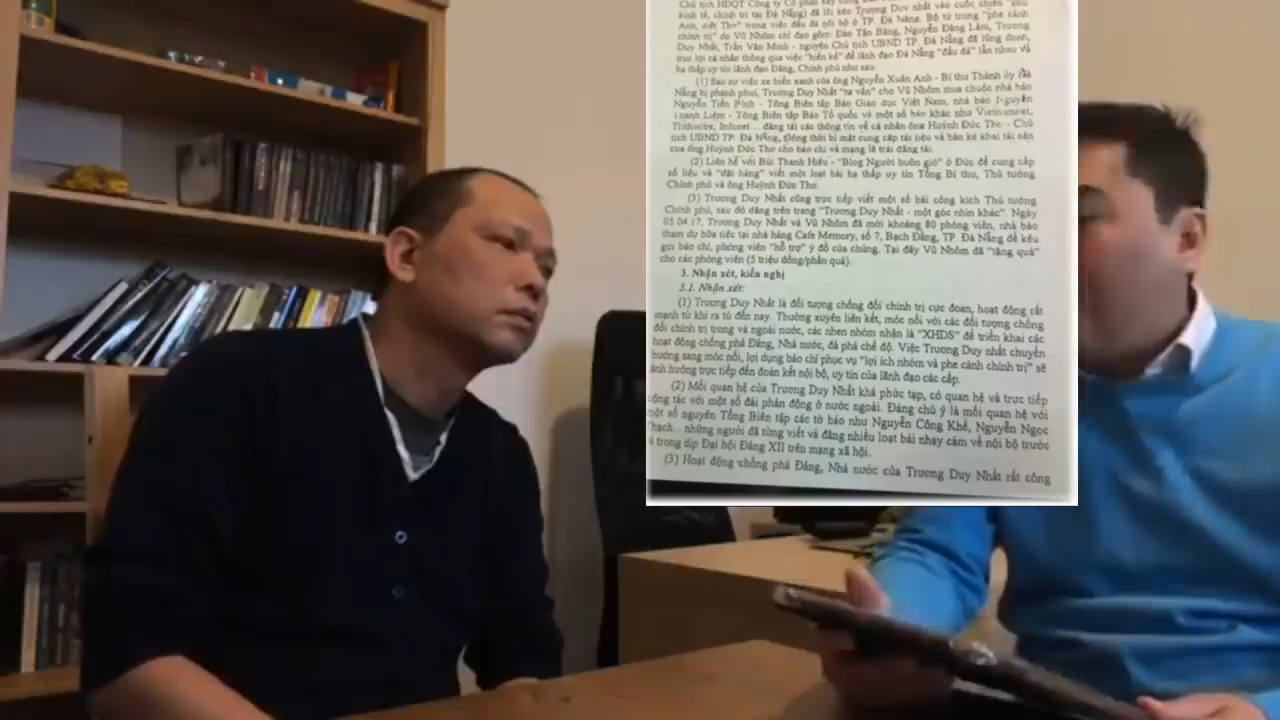 Chủ tịch HĐQT Công ty Cổ phần xây dựng
kinh tế, chính trị tại Đà Nẵng) đã lôi kéo Trương Duy nhất vào cuộc chiến "phe
Anh, diệt Thơ" trong việc đấu đá nội bộ ở TP. Đà Nẵng. Bộ tứ trong "phe cánh
chính trị" do Vũ Nhôm chỉ đạo gồm: Đào Tấn Bằng, Nguyễn Đăng Lâm, Trương
Duy Nhất, Trần Văn Minh - nguyên Chủ tịch UBND TP. Đà Nẵng đã lũng đoạn,
trục lợi cá nhân thông qua việc "hiến kế" để lãnh đạo Đà Nẵng "đấu đá" lẫn nhau và
hạ thấp uy tín lãnh đạo Đảng, Chính phủ như sau:
(1) Sau sự việc xe biển xanh của ông Nguyễn Xuân Anh - Bí thư Thành ủy Đà
Nẵng bị phanh phui, Trương Duy Nhất "tư vấn" cho Vũ Nhôm mua chuộc nhà báo
Nguyễn Tiến Bình - Tổng Biên tập Báo Giáo dục Việt Nam, nhà báo Nguyễn
Thanh Liêm - Tổng Biên tập Báo Tổ quốc và một số báo khác như Vietnamnet,
Trithucvre, Infonet... đăng tải các thông tin về cá nhân ông Huỳnh Đức Thơ - Chủ
tịch UBND TP. Đà Nẵng, Đồng thời bí mật cung cấp tài liệu và bản kê khai tài sản
của ông Huỳnh Đức Thơ cho báo chí và mạng lề trái đăng tải.
(2) Liên hệ với Bùi Thanh Hiếu - "Blog Người buôn gió" ở Đức để cung cấp
số liệu và "đặt hàng" viết một loạt bài hạ thấp uy tín Tổng Bí thư, Thủ tướng
Chính phủ và ông Huỳnh Đức Thơ.
(3) Trương Duy Nhất cũng trực tiếp viết một số bài công kích Thủ tướng
Chính phủ, sau đó đăng trên trang "Trương Duy Nhất - một góc nhìn khác". Ngày
05.04.17, Trương Duy Nhất và Vũ Nhôm đã mời khoảng 80 phóng viên, nhà báo
tham dự bữa tiệc tại nhà hàng Cafe Memory, số 7, Bạch Đằng, TP. Đà Nẵng để kêu
gọi báo chí, phóng viên "hỗ trợ" ý đồ của chúng. Tại đây Vũ Nhôm đã "tặng quà"
cho các phóng viên (5 triệu đồng/phần quà).
3. Nhận xét, kiến nghị
3.1. Nhận xét:
(1) Trương Duy Nhất là đối tượng chống đối chính trị cực đoan, hoạt động rất
mạnh từ khi ra tù đến nay. Thường xuyên liên kết, móc nối với các đối tượng chống
đối chính trị trong và ngoài nước, các nhen nhóm nhân là "XHDS" để triển khai các
hoạt động chống phá Đảng, Nhà nước, đả phá chế độ. Việc Trương Duy nhất chuyển
hướng sang móc nối, lợi dụng báo chí phục vụ "lợi ích nhóm và phe cánh chính trị" sẽ
ảnh hưởng trực tiếp đến đoàn kết nội bộ, uy tín của lãnh đạo các cấp.
(2) Mối quan hệ của Trương Duy Nhất khá phức tạp, có quan hệ và trực tiếp
cộng tác với một số đài phản động ở nước ngoài. Đáng chú ý là mối quan hệ với
một số nguyên Tổng Biên tập các tờ báo như Nguyễn Công Khế, Nguyễn Ngọc
Thạch... những người đã từng viết và đăng nhiều loạt bài nhạy cảm về nội bộ trước
à trong dịp Đại hội Đảng XII trên mạng xã hội.
(3) Hoạt động chống phá Đảng, Nhà nước của Trương Duy Nhất rất công